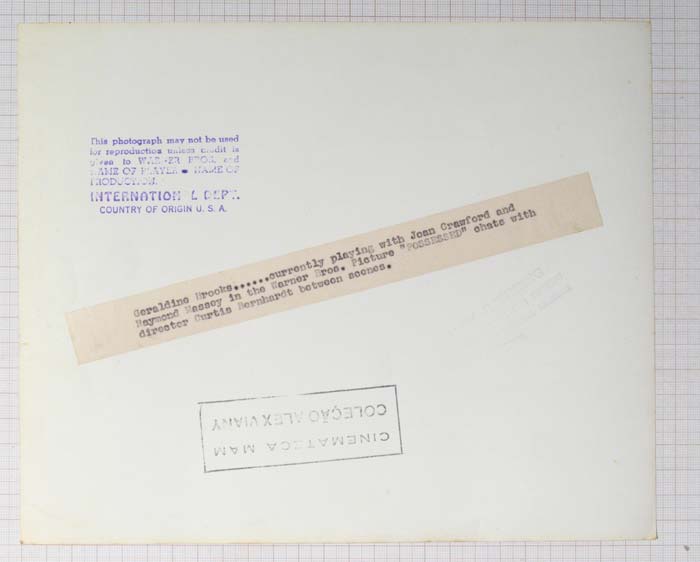 This photograph may not be used
for reproduction unless credit is
given to WARNER BROS. and
NAME OF PLAYER • NAME OF
PRODUCTION.
INTERNATIONAL DEPT.
COUNTRY OF ORIGIN U. S. A.
Geraldine Brooks......currently playing with Joan Crawford and
Raymond Massey in the Warner Bros. Picture "POSSESSED" chats with
director Curtis Bernhardt between scenes.
CINEMATECA MAM
COLEÇÃO ALEX VIANY